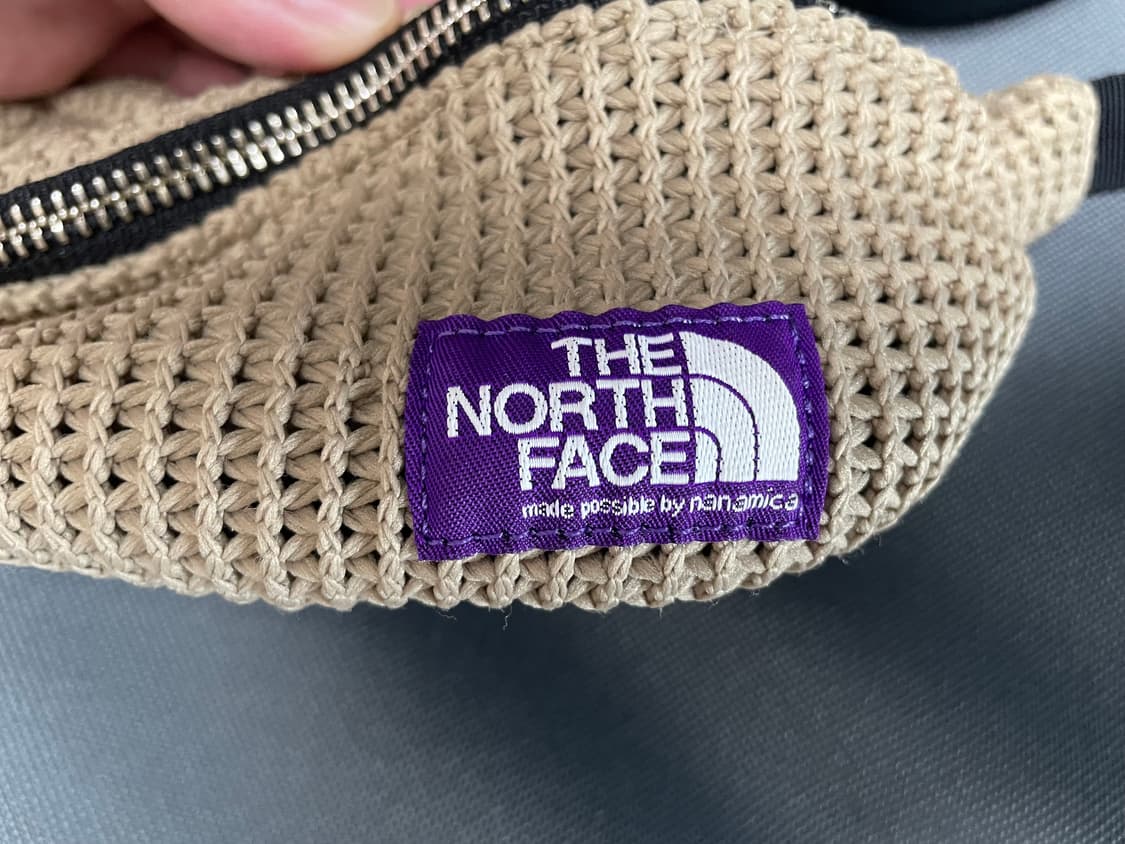 THE
NORTH
FACE
made possible by nanamica